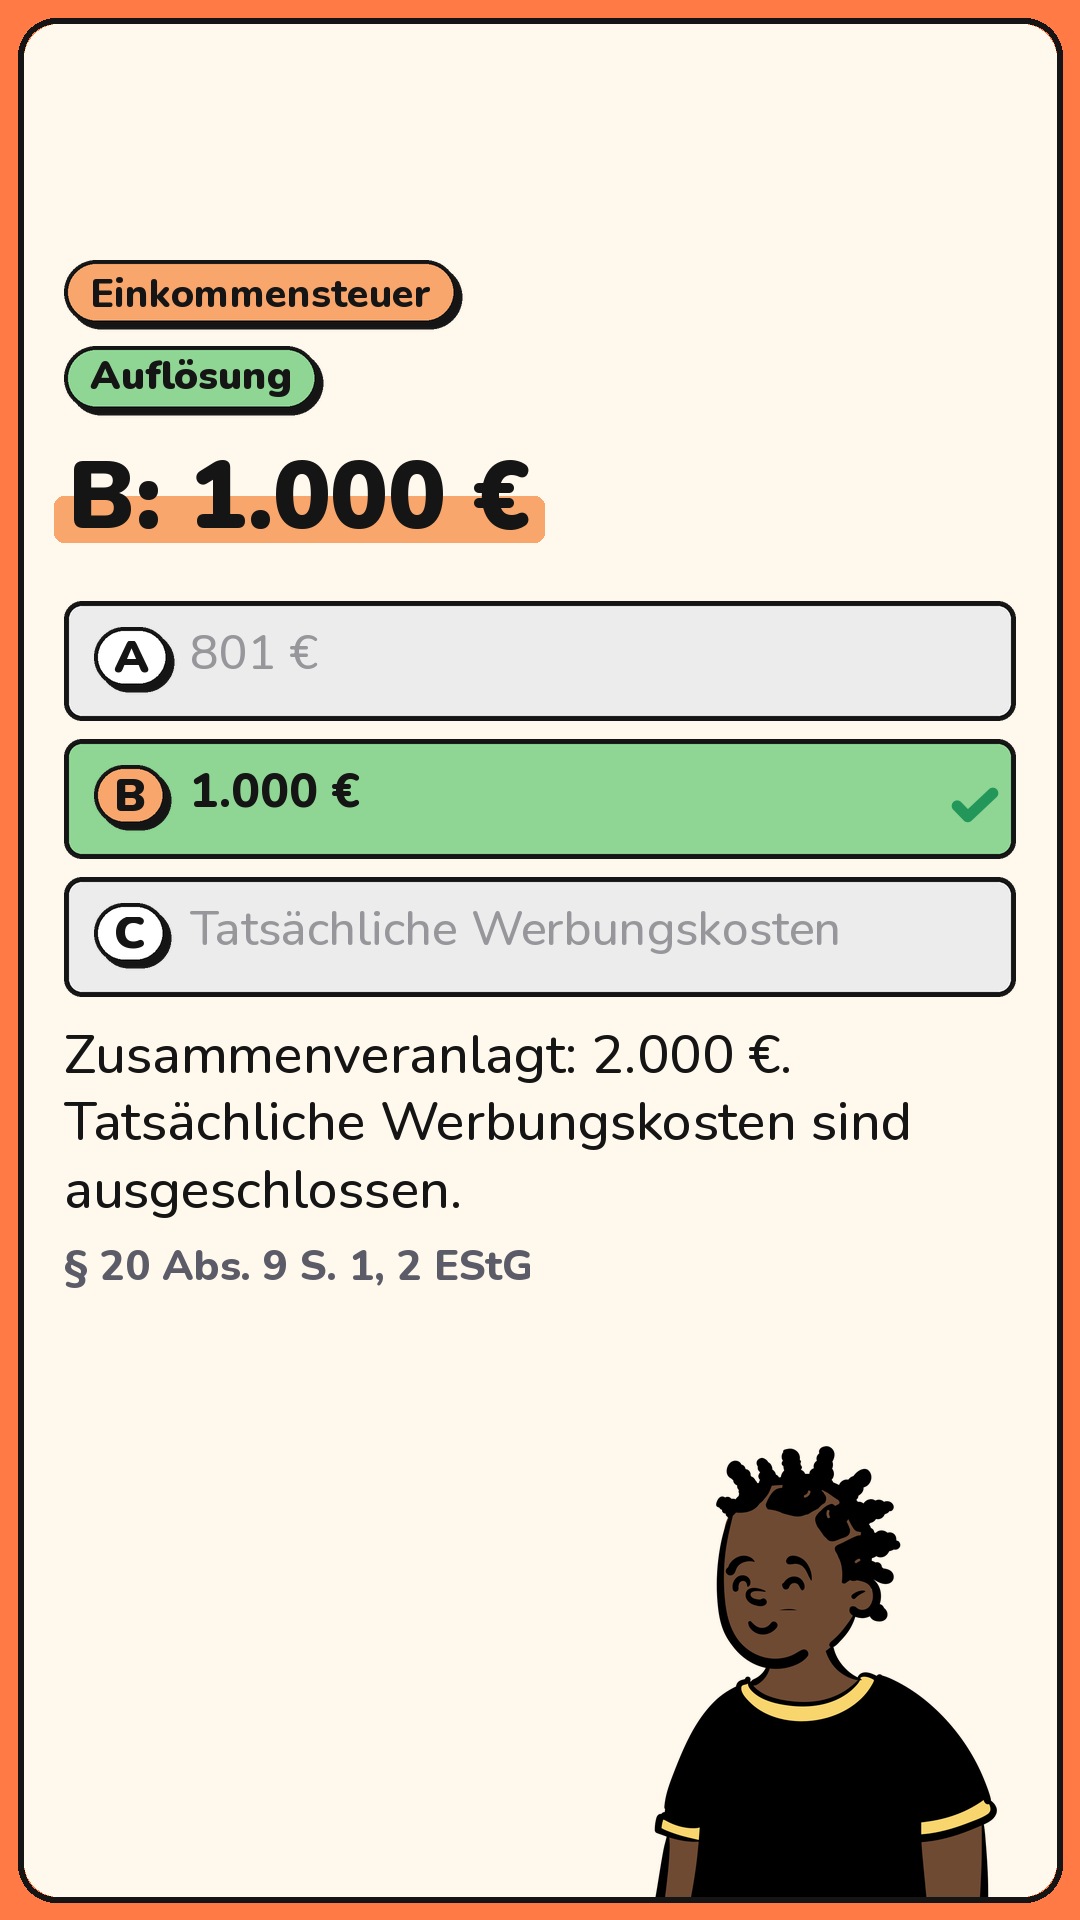 Einkommensteuer
Auflösung
B: 1.000 €
A 801 €
B 1.000 €
C Tatsächliche Werbungskosten
Zusammenveranlagt: 2.000 €.
Tatsächliche Werbungskosten sind
ausgeschlossen.
§ 20 Abs. 9 S. 1, 2 EStG